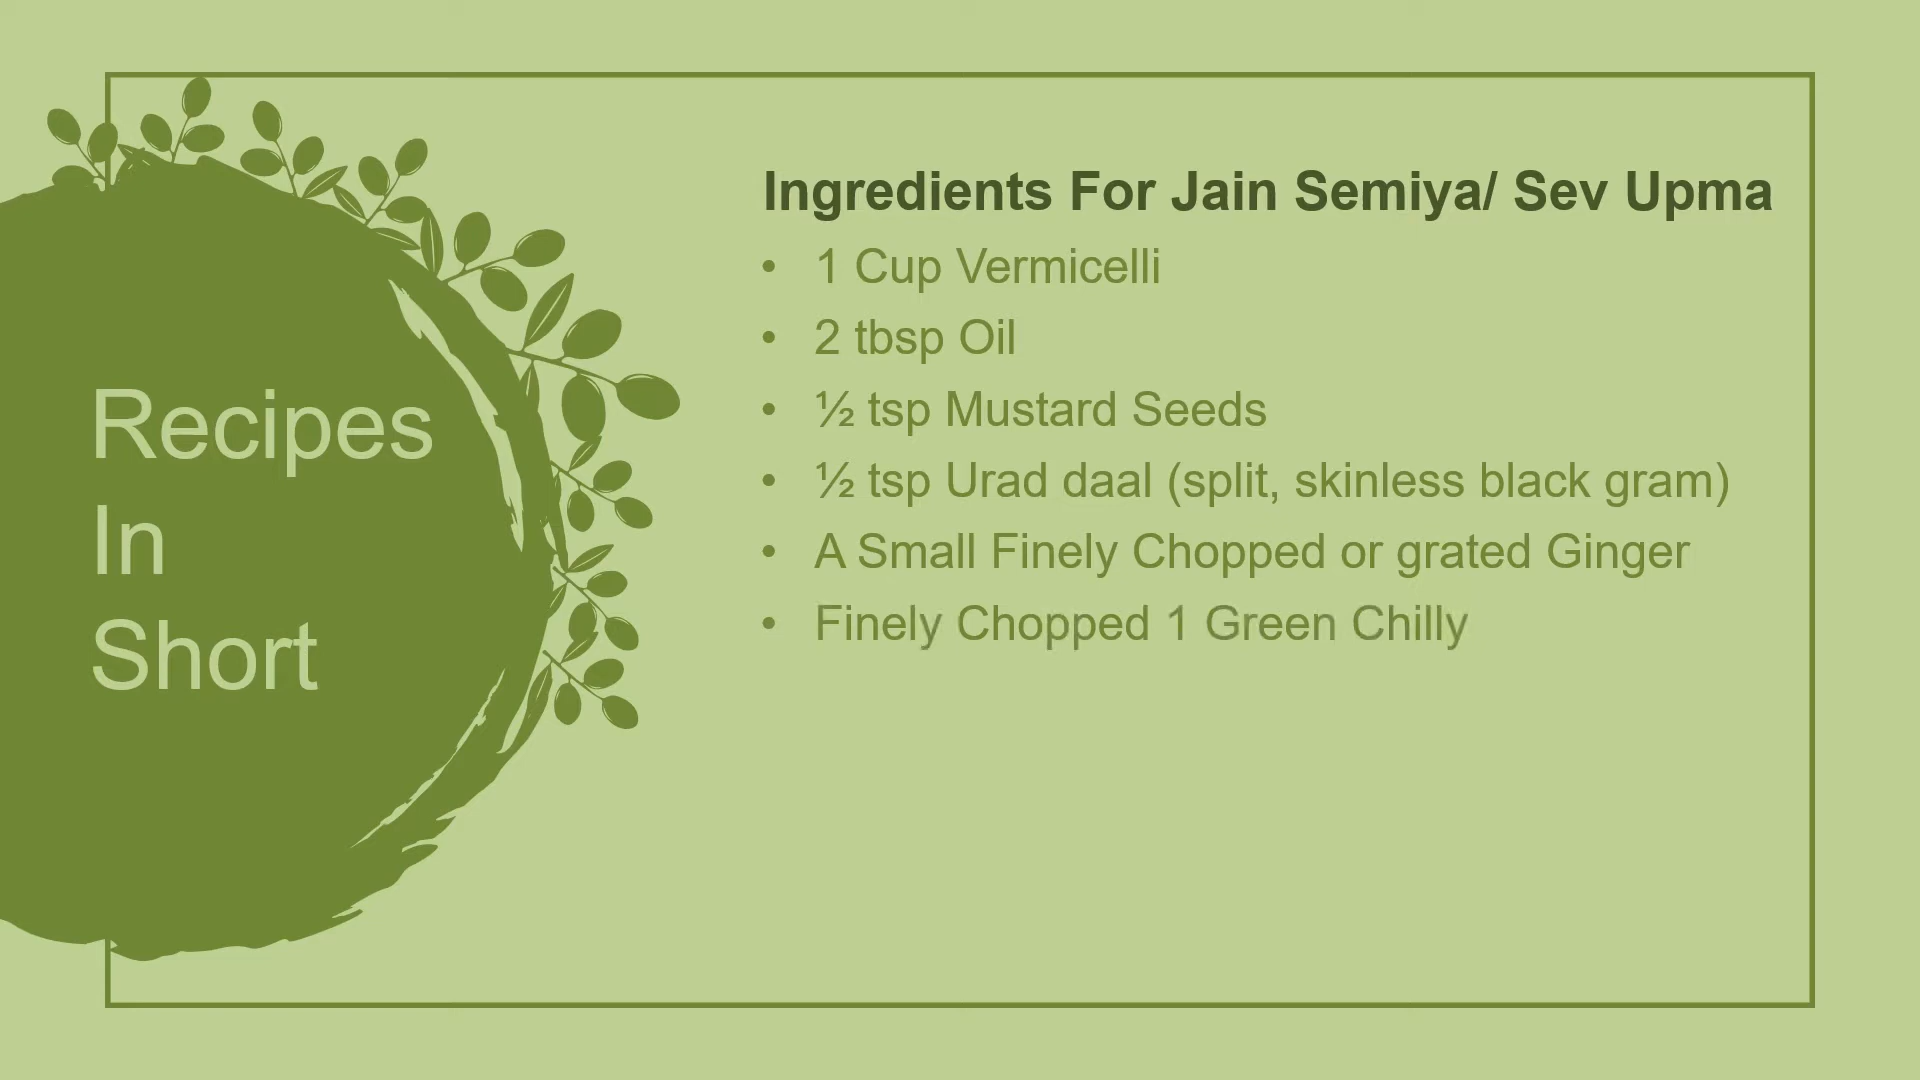 Recipes
In
Short
Ingredients For Jain Semiya/ Sev Upma
• 1 Cup Vermicelli
• 2 tbsp Oil
• ½ tsp Mustard Seeds
• ½ tsp Urad daal (split, skinless black gram)
• A Small Finely Chopped or grated Ginger
• Finely Chopped 1 Green Chilly